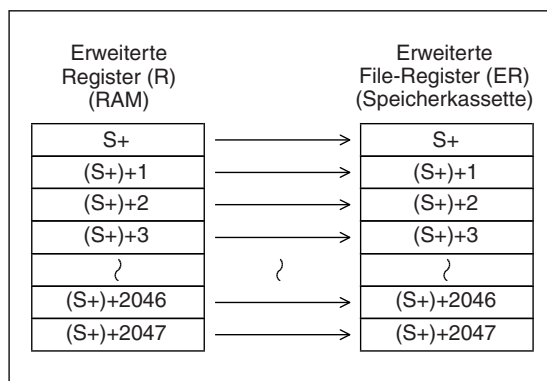 Erweiterte
Register (R)
(RAM)
Erweiterte
File-Register (ER)
(Speicherkassette)
S+ S+
(S+)+1 (S+)+1
(S+)+2 (S+)+2
(S+)+3 (S+)+3
(S+)+2046 (S+)+2046
(S+)+2047 (S+)+2047